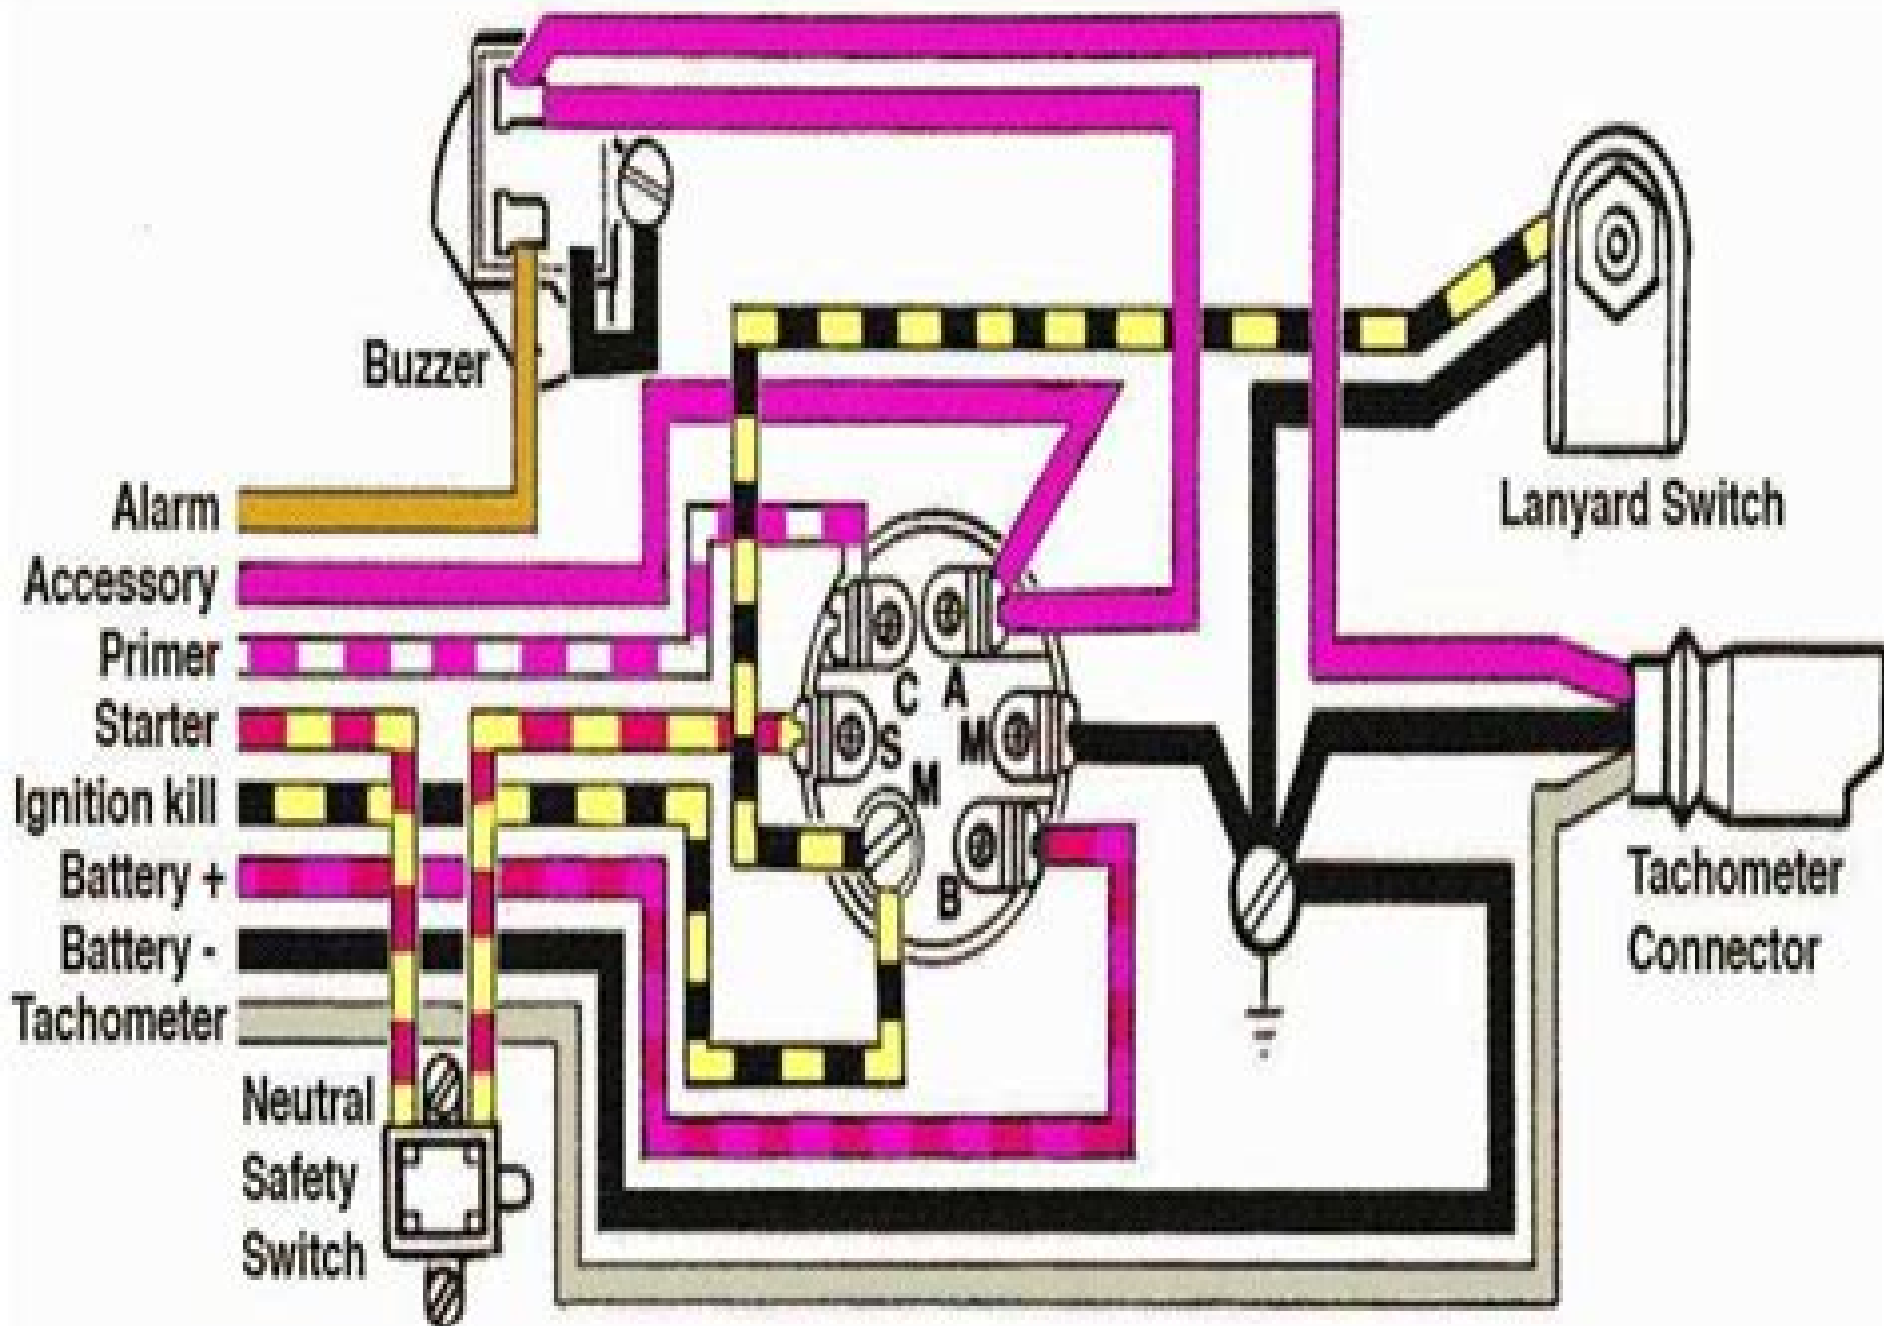 Buzzer
Alarm
Accessory
Primer
Starter
Ignition kill
Battery +
Battery -
Tachometer
Neutral
Safety
Switch
C A
S M
M
B
Lanyard Switch
Tachometer
Connector